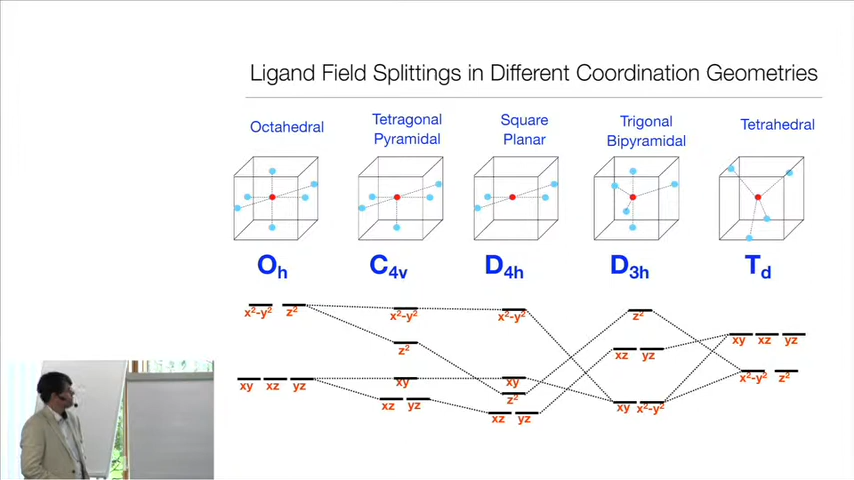 Ligand Field Splittings in Different Coordination Geometries
Octahedral
Tetragonal
Pyramidal
Square
Planar
Trigonal
Bipyramidal
Tetrahedral
Oh
C4v
D4h
D3h
Td
x²-y² z²
xy xz yz
x²-y²
z²
xy
xz yz
x²-y²
xy
z²
xz yz
z²
xz yz
xy x²-y²
xy xz yz
x²-y² z²